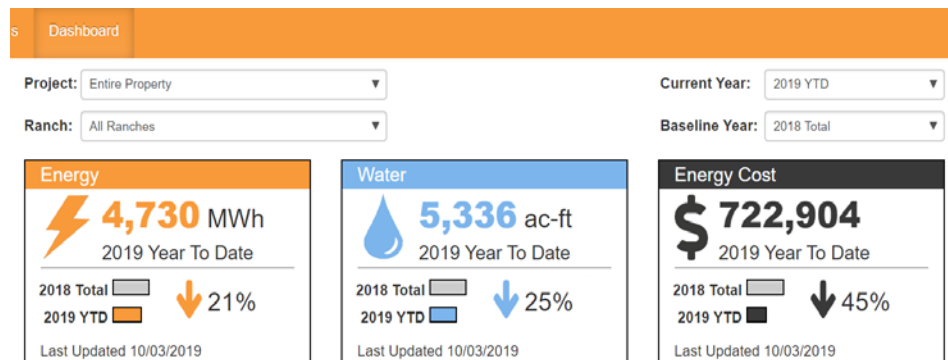 s Dashboard
Project: Entire Property Current Year: 2019 YTD
Ranch: All Ranches Baseline Year: 2018 Total
Energy
4,730 MWh
2019 Year To Date
2018 Total
2019 YTD
21%
Last Updated 10/03/2019
Water
5,336 ac-ft
2019 Year To Date
2018 Total
2019 YTD
25%
Last Updated 10/03/2019
Energy Cost
$ 722,904
2019 Year To Date
2018 Total
2019 YTD
45%
Last Updated 10/03/2019